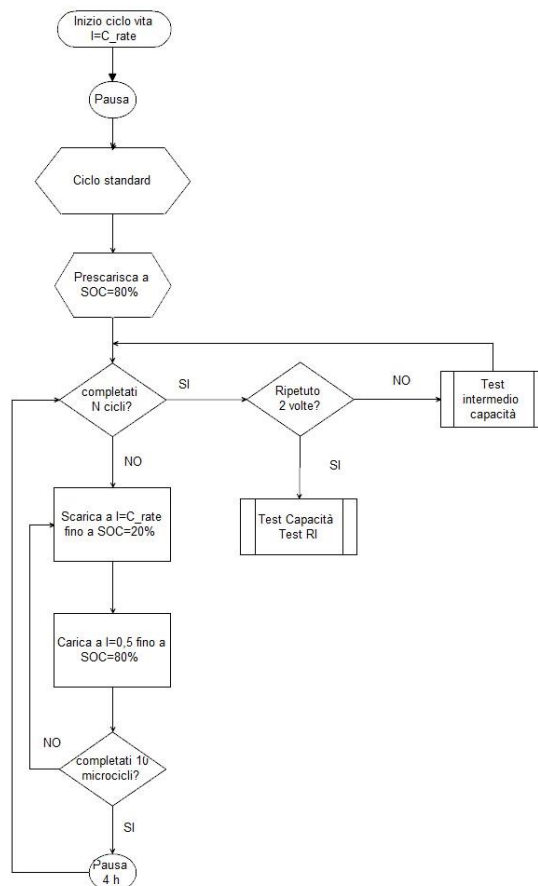 Inizio ciclo vita
I=C_rate
Pausa
Ciclo standard
Prescarisca a
SOC=80%
completati
N cicli?
SI
Ripetuto
2 volte?
NO
Test
intermedio
capacità
NO
SI
Scarica a I=C_rate
fino a SOC=20%
Test Capacità
Test RI
Carica a I=0,5 fino a
SOC=80%
NO
completati 10
microcicli?
SI
Pausa
4 h